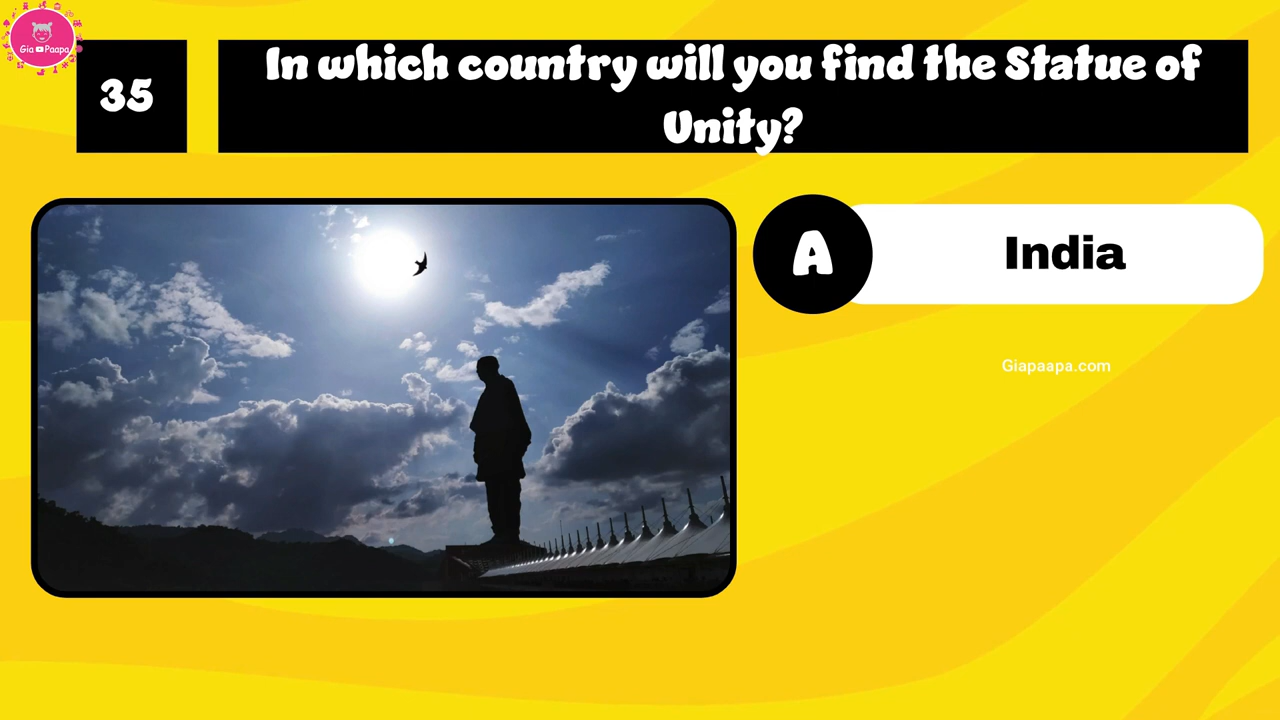 Gia Paapa
35
In which country will you find the Statue of
Unity?
A
India
Giapaapa.com